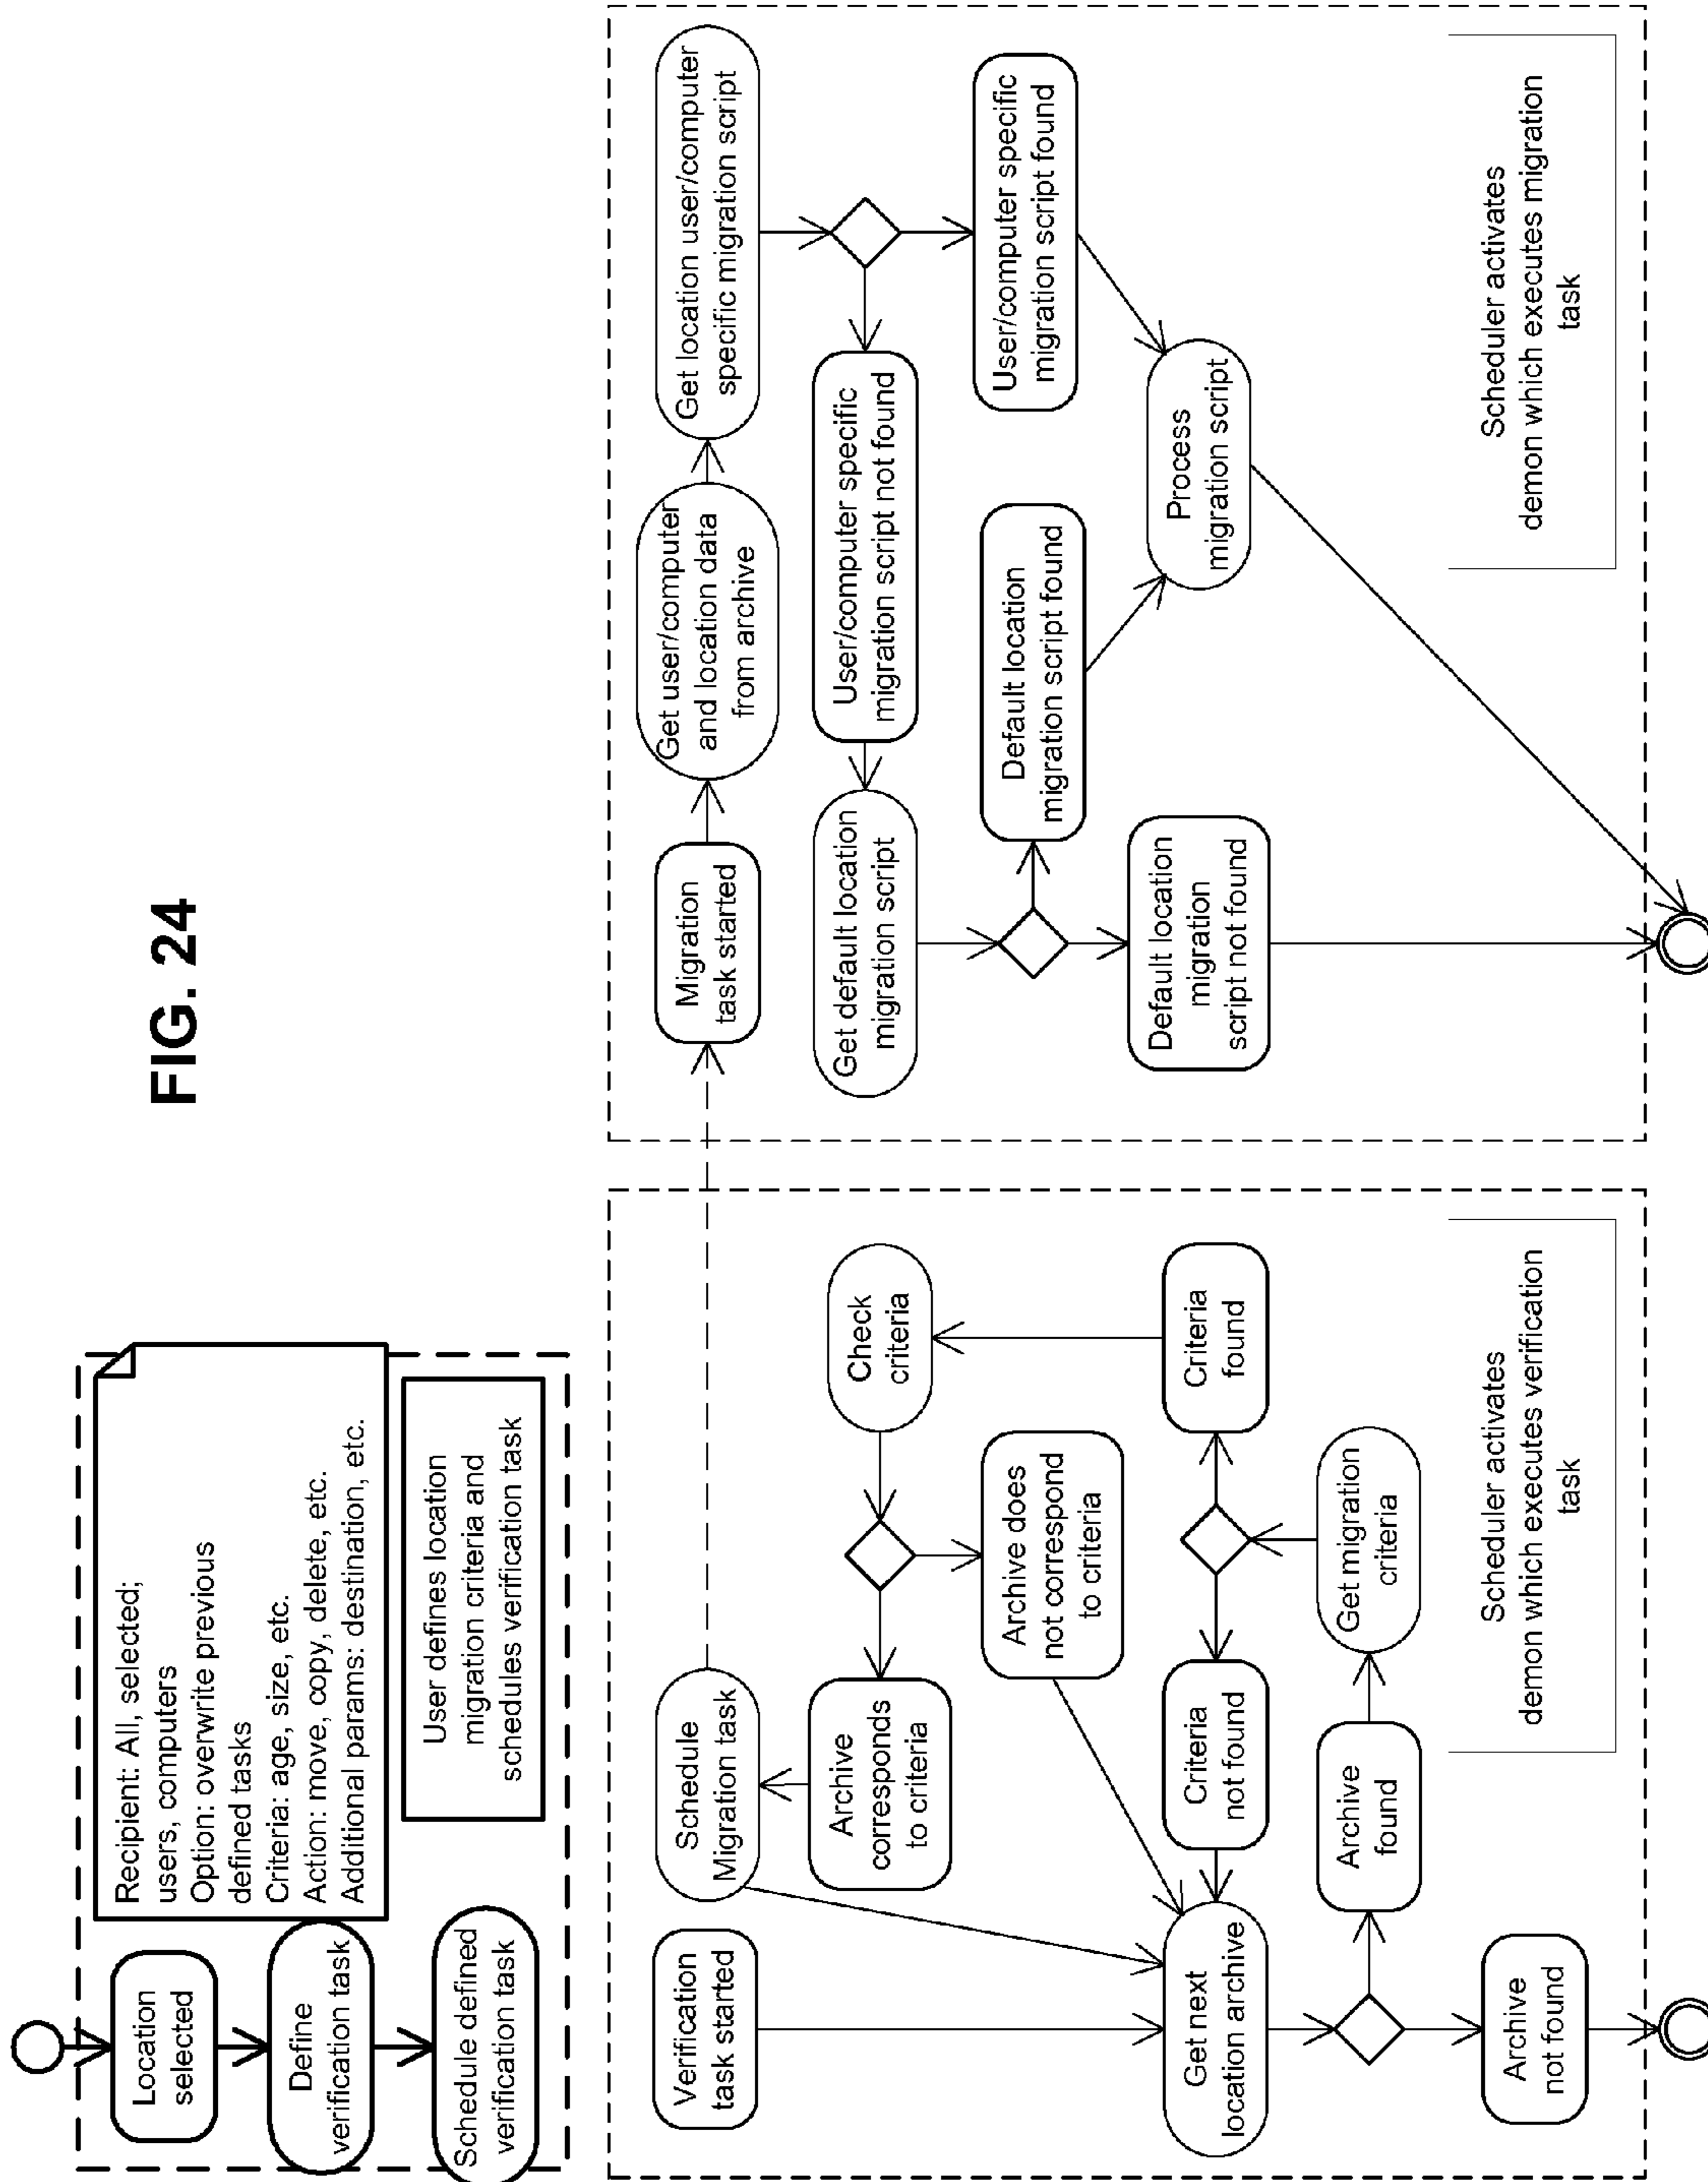 FIG. 24
Location
selected
Define
verification task
Schedule defined
verification task
Recipient: All, selected;
users, computers
Option: overwrite previous
defined tasks
Criteria: age, size, etc.
Action: move, copy, delete, etc.
Additional params: destination, etc.
User defines location
migration criteria and
schedules verification task
Verification
task started
Schedule
Migration task
Archive
corresponds
to criteria
Check
criteria
Archive does
not correspond
to criteria
Get next
location archive
Criteria
not found
Criteria
found
Archive
found
Get migration
criteria
Archive
not found
Scheduler activates
demon which executes verification
task
Migration
task started
Get user/computer
and location data
from archive
Get location user/computer
specific migration script
Get default location
migration script
User/computer specific
migration script not found
User/computer specific
migration script found
Default location
migration script found
Default location
migration
script not found
Process
migration script
Scheduler activates
demon which executes migration
task